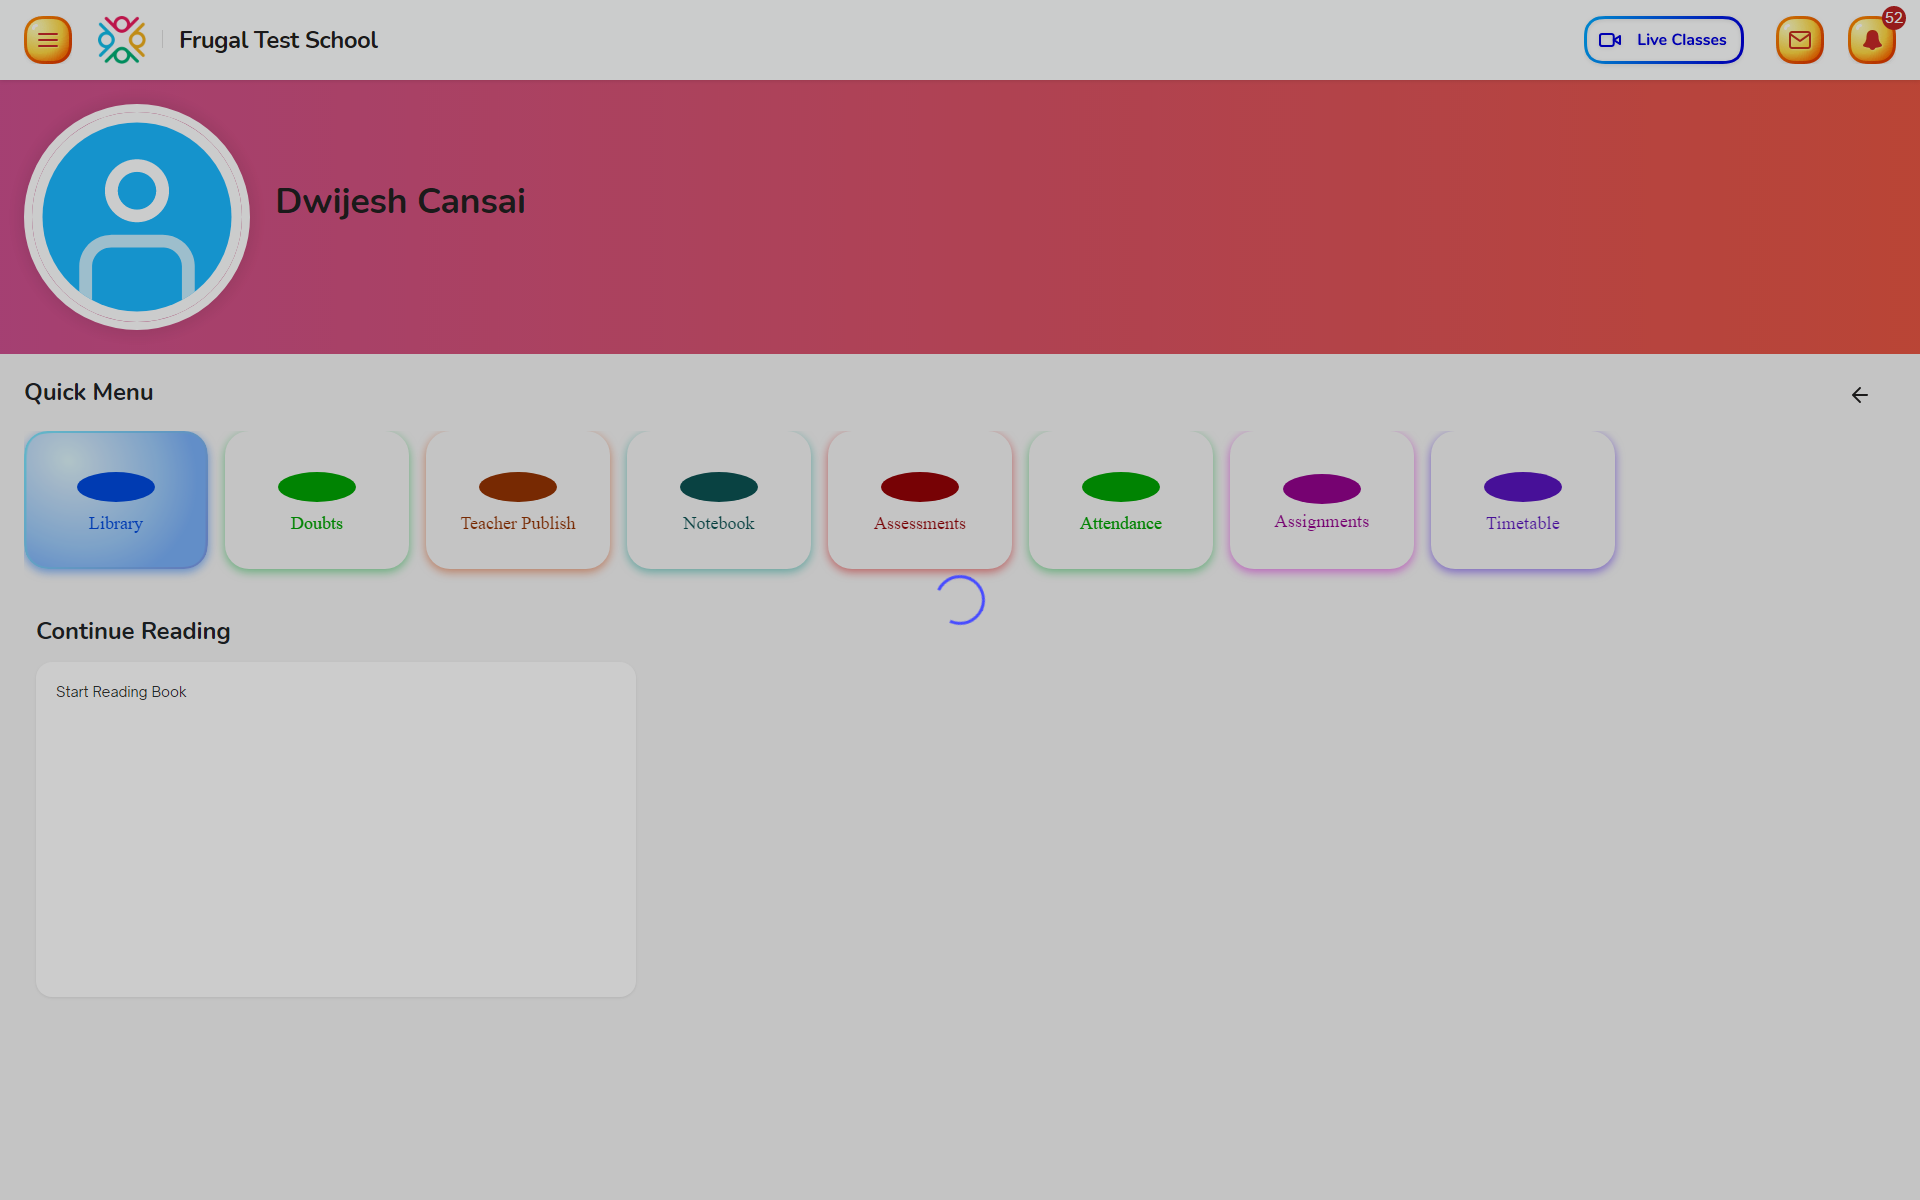 Frugal Test School
Live Classes
52
Dwijesh Cansai
Quick Menu
Library
Doubts
Teacher Publish
Notebook
Assessments
Attendance
Assignments
Timetable
Continue Reading
Start Reading Book